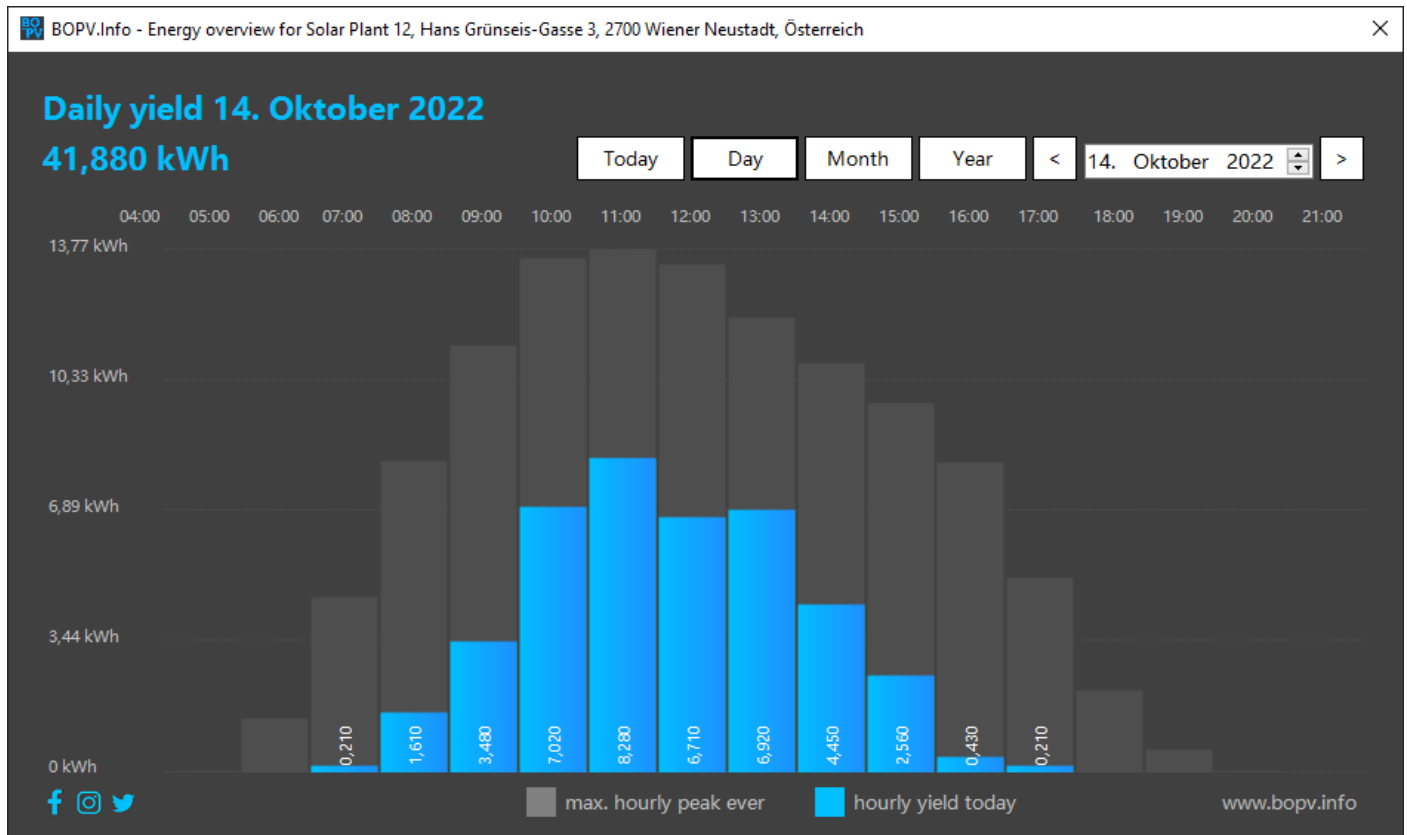 BO
PV
BOPV.Info - Energy overview for Solar Plant 12, Hans Grünseis-Gasse 3, 2700 Wiener Neustadt, Österreich
Daily yield 14. Oktober 2022
41,880 kWh
Today Day Month Year < 14. Oktober 2022 >
04:00 05:00 06:00 07:00 08:00 09:00 10:00 11:00 12:00 13:00 14:00 15:00 16:00 17:00 18:00 19:00 20:00 21:00
13,77 kWh
10,33 kWh
6,89 kWh
3,44 kWh
0,210 1,610 3,480 7,020 8,280 6,710 6,920 4,450 2,560 0,430 0,210
0 kWh
max. hourly peak ever hourly yield today www.bopv.info